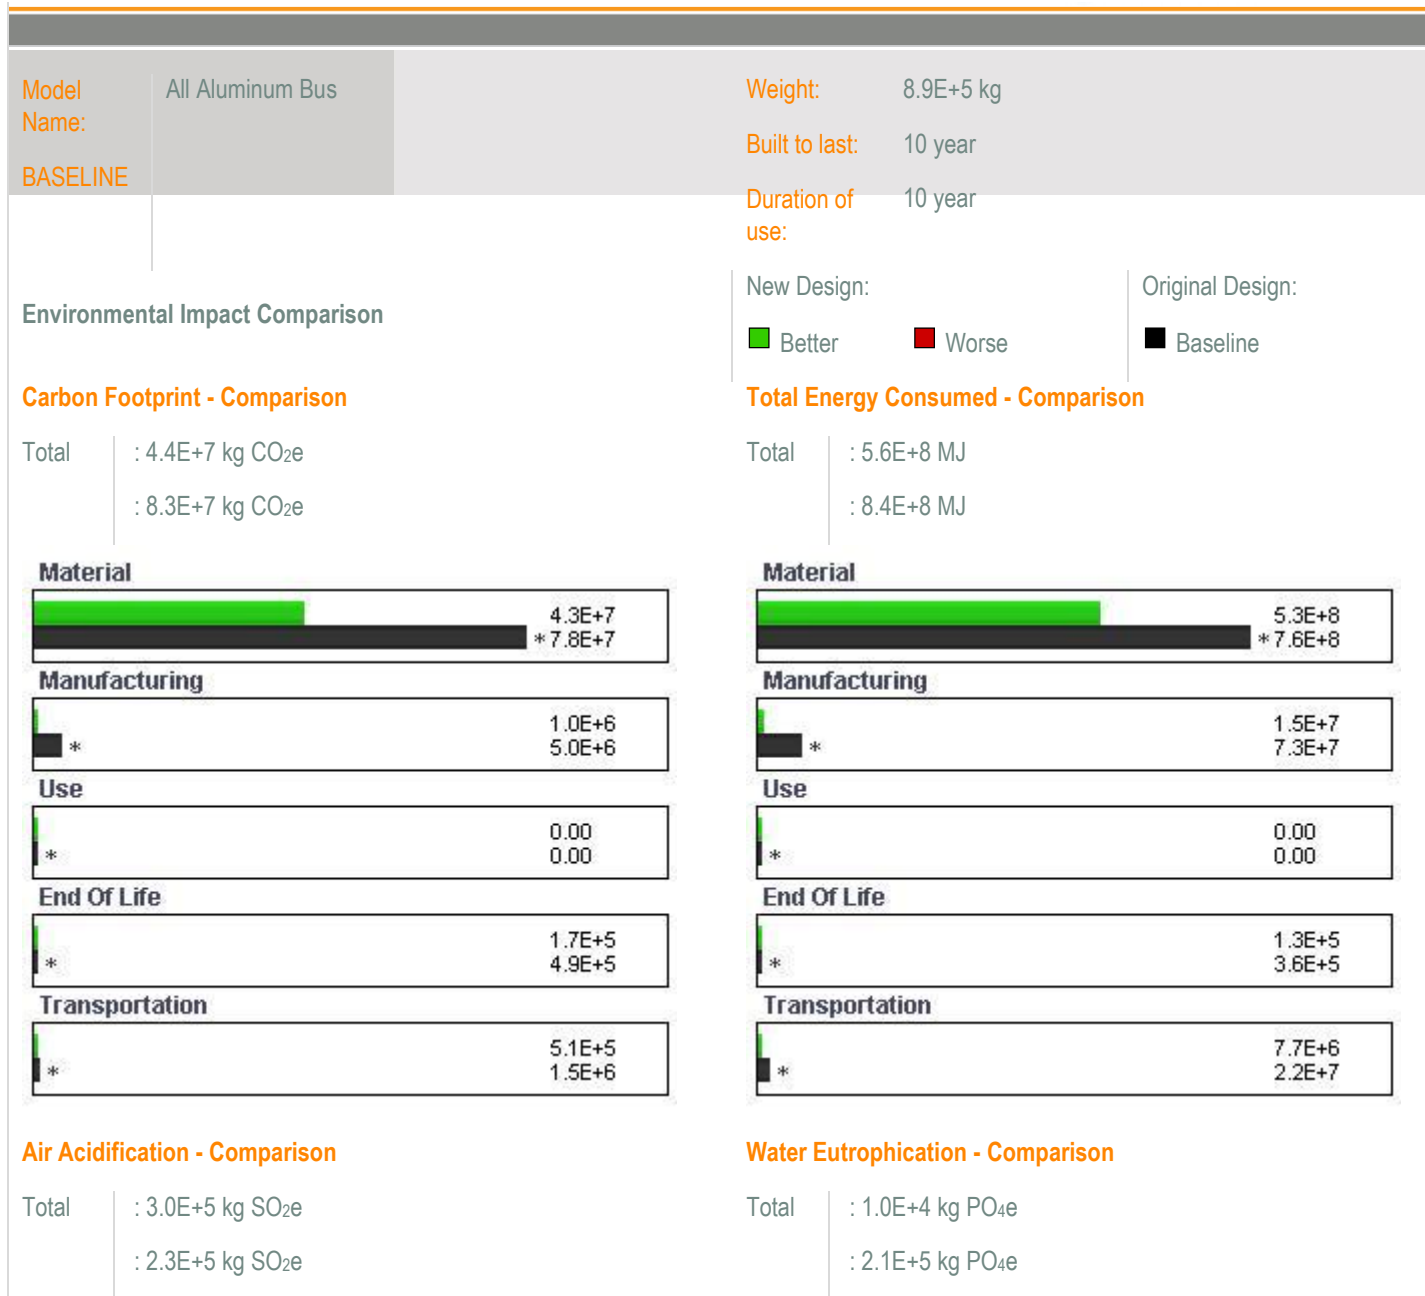 Model Name:
All Aluminum Bus
BASELINE
Weight: 8.9E+5 kg
Built to last: 10 year
Duration of use: 10 year
Environmental Impact Comparison
New Design:
Better Worse
Original Design:
Baseline
Carbon Footprint - Comparison
Total : 4.4E+7 kg CO2e
: 8.3E+7 kg CO2e
Material
4.3E+7
*7.8E+7
Manufacturing
1.0E+6
* 5.0E+6
Use
0.00
* 0.00
End Of Life
1.7E+5
* 4.9E+5
Transportation
5.1E+5
* 1.5E+6
Total Energy Consumed - Comparison
Total : 5.6E+8 MJ
: 8.4E+8 MJ
Material
5.3E+8
*7.6E+8
Manufacturing
1.5E+7
* 7.3E+7
Use
0.00
* 0.00
End Of Life
1.3E+5
* 3.6E+5
Transportation
7.7E+6
* 2.2E+7
Air Acidification - Comparison
Total : 3.0E+5 kg SO2e
: 2.3E+5 kg SO2e
Water Eutrophication - Comparison
Total : 1.0E+4 kg PO4e
: 2.1E+5 kg PO4e